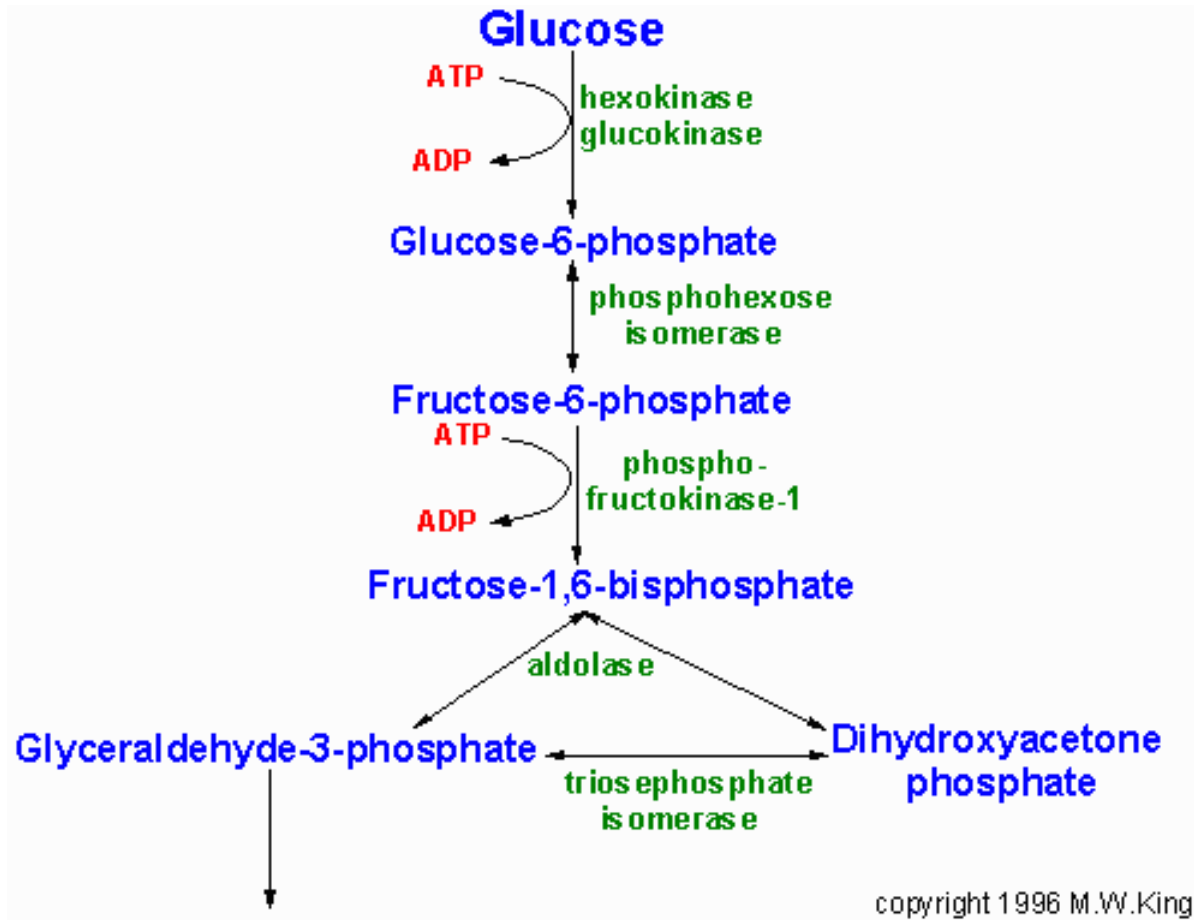 Glucose
ATP
hexokinase
glucokinase
ADP
Glucose-6-phosphate
phosphohexose
isomerase
Fructose-6-phosphate
ATP
phospho-
fructokinase-1
ADP
Fructose-1,6-bisphosphate
aldolase
Glyceraldehyde-3-phosphate
Dihydroxyacetone
phosphate
triosephosphate
isomerase
copyright 1996 M.W.King